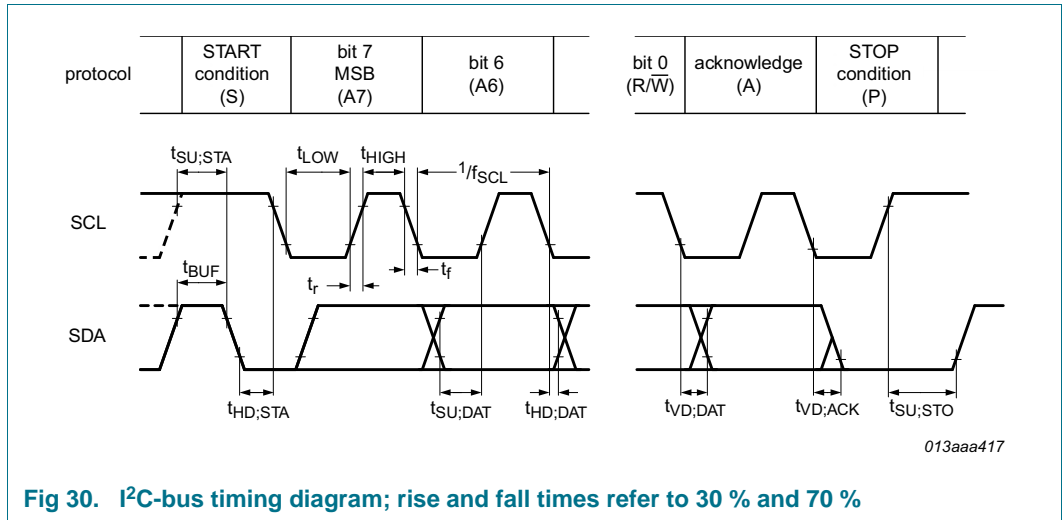 protocol
START condition (S)
bit 7 MSB (A7)
bit 6 (A6)
bit 0 (R/W̅)
acknowledge (A)
STOP condition (P)
tSU;STA
tLOW
tHIGH
1/fSCL
SCL
tBUF
tr
tf
SDA
tHD;STA
tSU;DAT
tHD;DAT
tVD;DAT
tVD;ACK
tSU;STO
013aaa417
Fig 30. I²C-bus timing diagram; rise and fall times refer to 30 % and 70 %